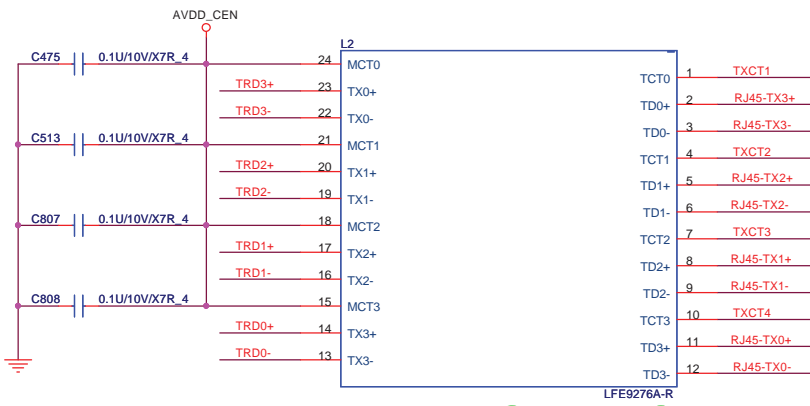 AVDD_CEN
L2
C475 0.1U/10V/X7R_4 24 MCT0
TCT0 1 TXCT1
TRD3+ 23 TX0+
TD0+ 2 RJ45-TX3+
TRD3- 22 TX0-
TD0- 3 RJ45-TX3-
C513 0.1U/10V/X7R_4 21 MCT1
TCT1 4 TXCT2
TRD2+ 20 TX1+
TD1+ 5 RJ45-TX2+
TRD2- 19 TX1-
TD1- 6 RJ45-TX2-
C807 0.1U/10V/X7R_4 18 MCT2
TCT2 7 TXCT3
TRD1+ 17 TX2+
TD2+ 8 RJ45-TX1+
TRD1- 16 TX2-
TD2- 9 RJ45-TX1-
C808 0.1U/10V/X7R_4 15 MCT3
TCT3 10 TXCT4
TRD0+ 14 TX3+
TD3+ 11 RJ45-TX0+
TRD0- 13 TX3-
TD3- 12 RJ45-TX0-
LFE9276A-R